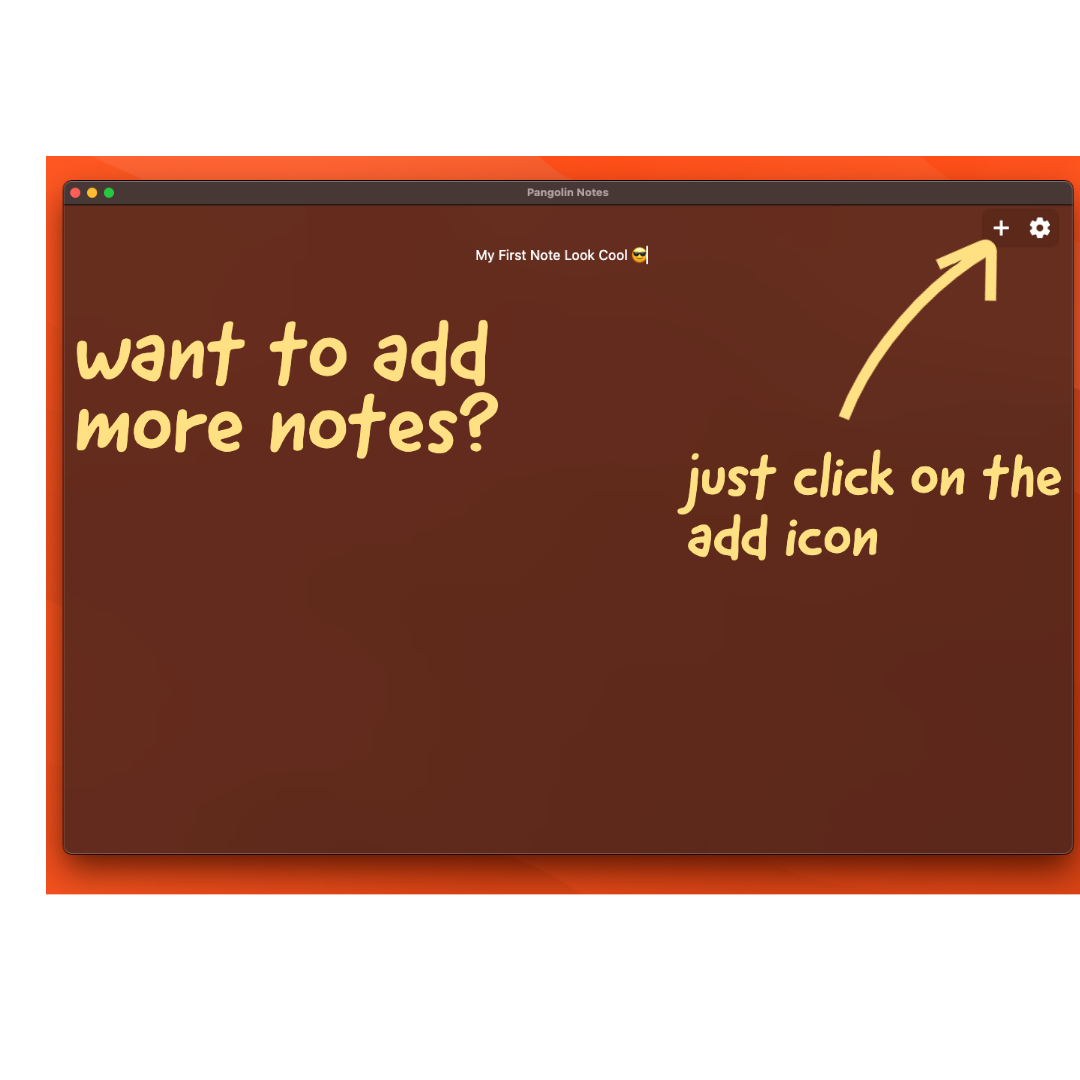 Pangolin Notes
My First Note Look Cool 😎
want to add
more notes?
just click on the
add icon